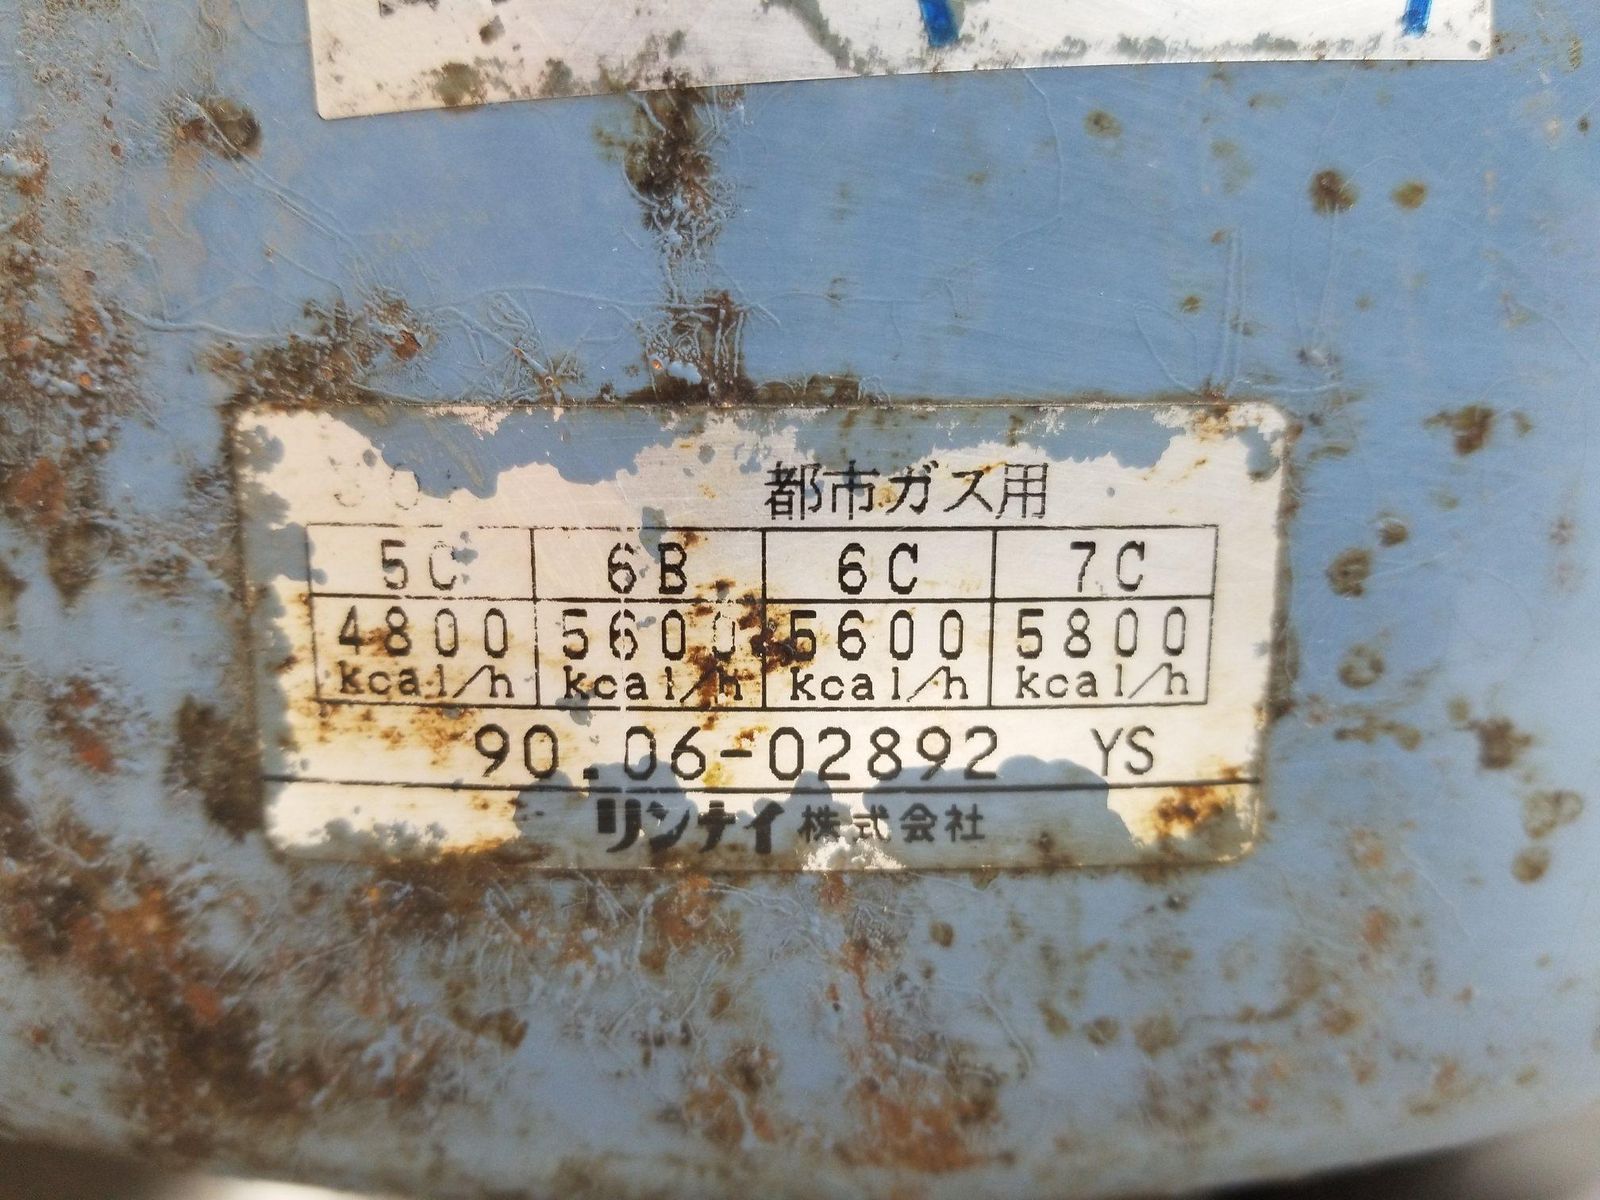 都市ガス用
5C 6B 6C 7C
4800 5600 5600 5800
kcal/h kcal/h kcal/h kcal/h
90.06-02892 YS
リンナイ株式会社